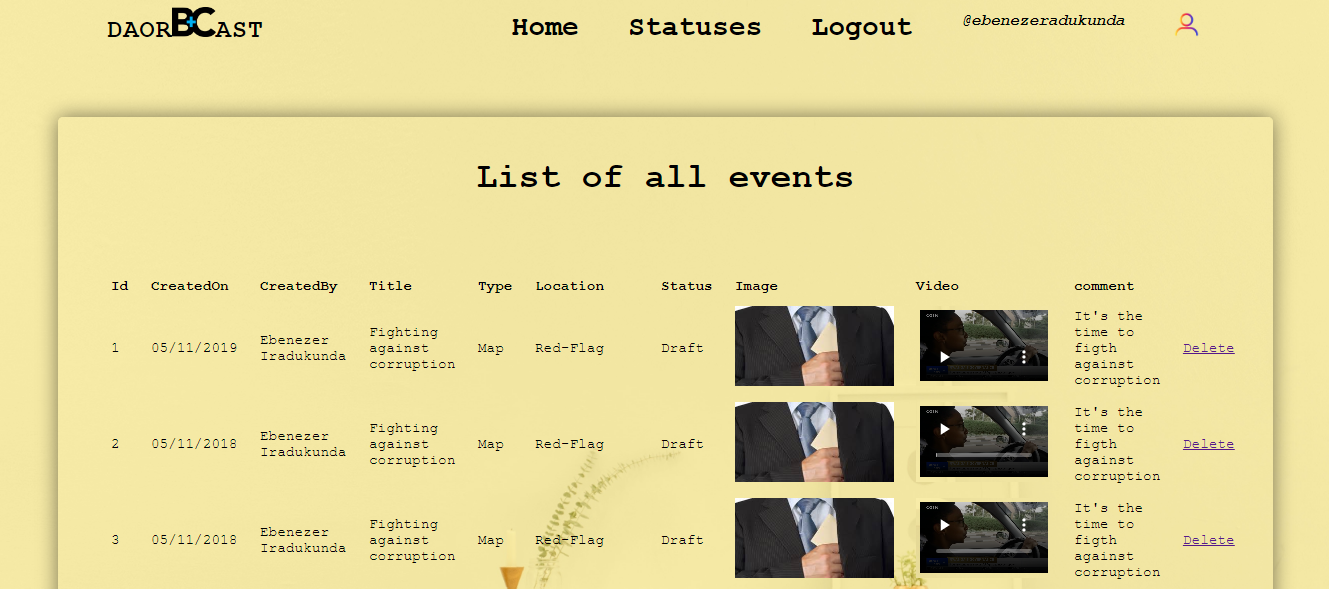 DAORBCAST Home Statuses Logout @ebenezeradukunda
List of all events
Id CreatedOn CreatedBy Title Type Location Status Image Video comment
1 05/11/2019 Ebenezer Iradukunda Fighting against corruption Map Red-Flag Draft It's the time to figth against corruption Delete
2 05/11/2018 Ebenezer Iradukunda Fighting against corruption Map Red-Flag Draft It's the time to figth against corruption Delete
3 05/11/2018 Ebenezer Iradukunda Fighting against corruption Map Red-Flag Draft It's the time to figth against corruption Delete